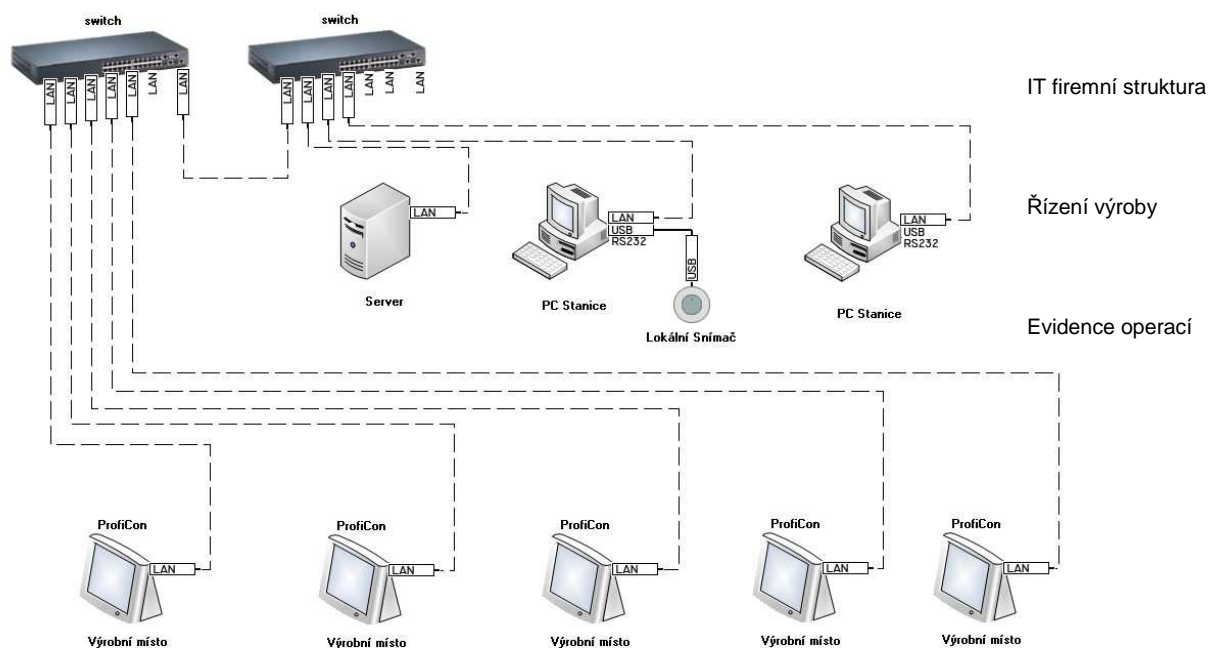 switch
switch
LAN
LAN
LAN
LAN
LAN
LAN
LAN
LAN
LAN
LAN
LAN
LAN
LAN
LAN
IT firemní struktura
LAN
Server
LAN
USB
RS232
PC Stanice
USB
Lokální Snímač
LAN
USB
RS232
PC Stanice
Řízení výroby
Evidence operací
ProfiCon
LAN
Výrobní místo
ProfiCon
LAN
Výrobní místo
ProfiCon
LAN
Výrobní místo
ProfiCon
LAN
Výrobní místo
ProfiCon
LAN
Výrobní místo